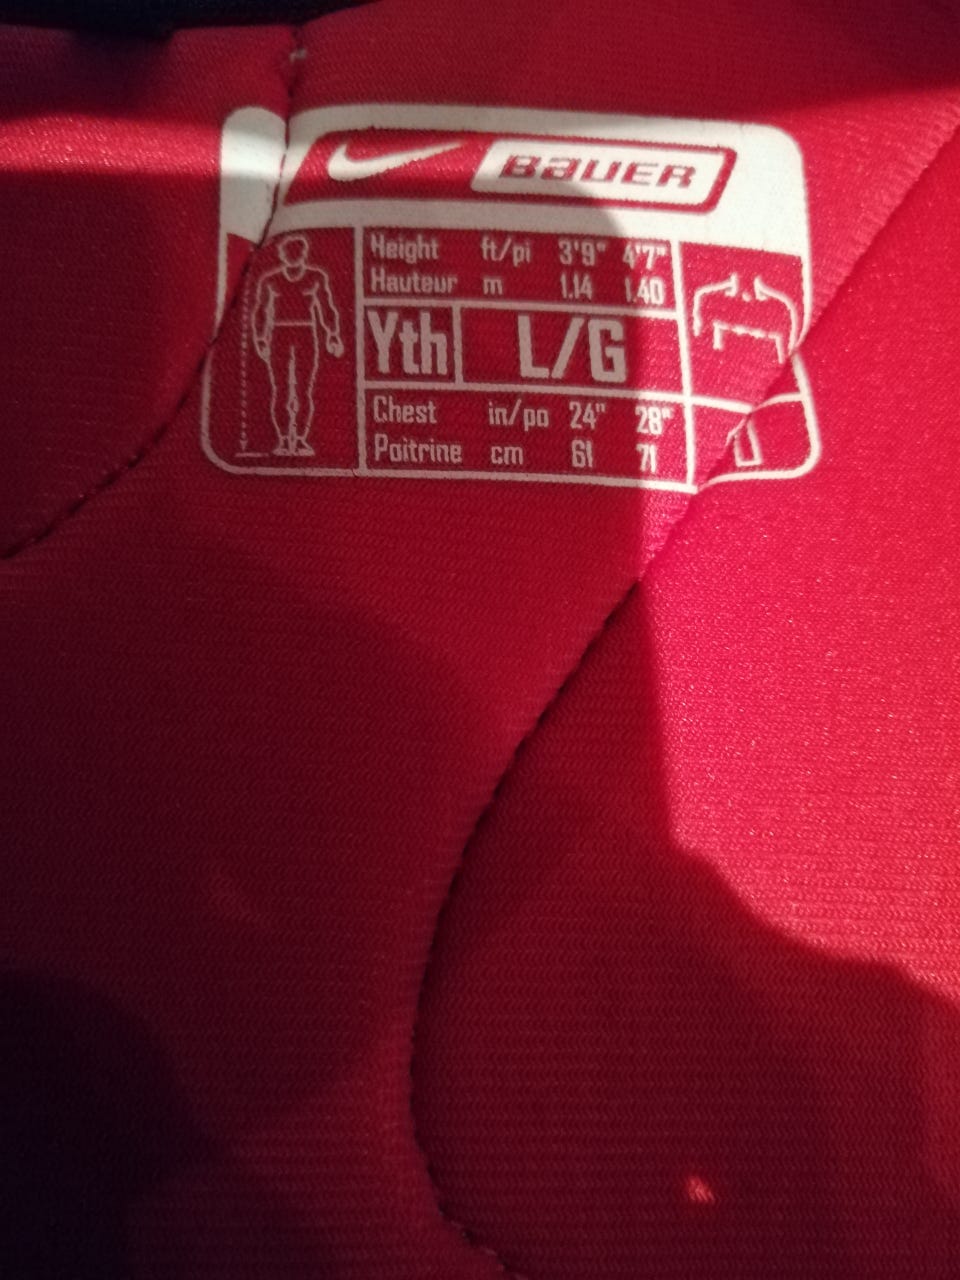 BAUER
Height ft/pi 3'9" 4'7"
Hauteur m 1.14 1.40
Yth L/G
Chest in/po 24" 28"
Poitrine cm 61 71